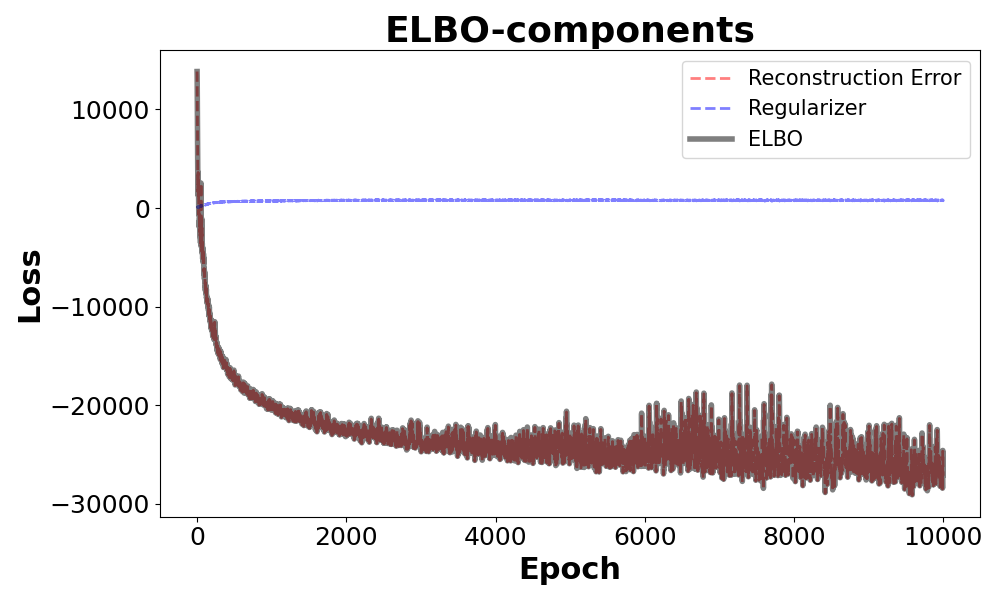 ELBO-components
Reconstruction Error
Regularizer
ELBO
10000
0
−10000
−20000
−30000
Loss
0 2000 4000 6000 8000 10000
Epoch